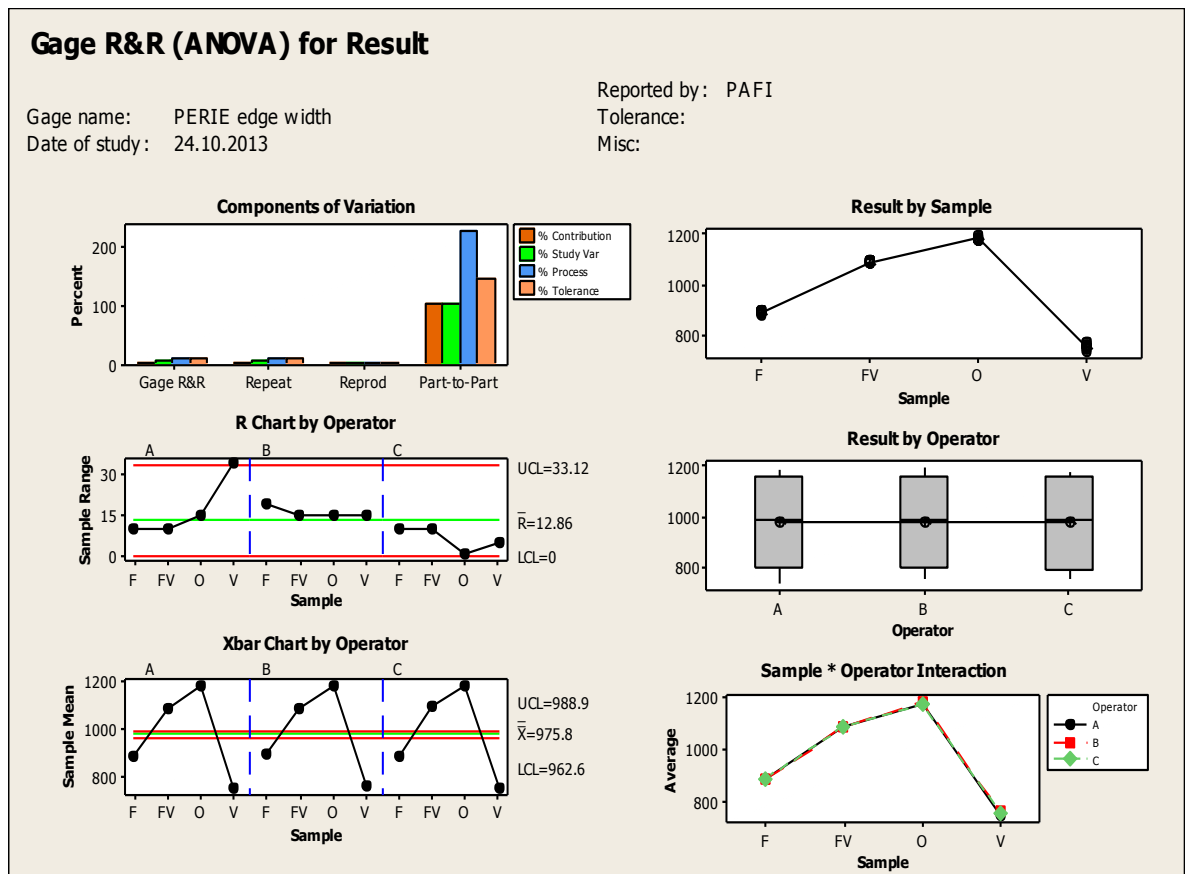 Gage R&R (ANOVA) for Result
Reported by: PAFI
Gage name: PERIE edge width
Tolerance:
Date of study: 24.10.2013
Misc:
Components of Variation
200
100
0
Percent
Gage R&R Repeat Reprod Part-to-Part
% Contribution
% Study Var
% Process
% Tolerance
Result by Sample
1200
1000
800
F FV O V
Sample
R Chart by Operator
A B C
30
15
0
Sample Range
UCL=33.12
R=12.86
LCL=0
F FV O V F FV O V F FV O V
Sample
Result by Operator
1200
1000
800
A B C
Operator
Xbar Chart by Operator
A B C
1200
1000
800
Sample Mean
UCL=988.9
X=975.8
LCL=962.6
F FV O V F FV O V F FV O V
Sample
Sample * Operator Interaction
1200
1000
800
Average
F FV O V
Sample
Operator
A
B
C